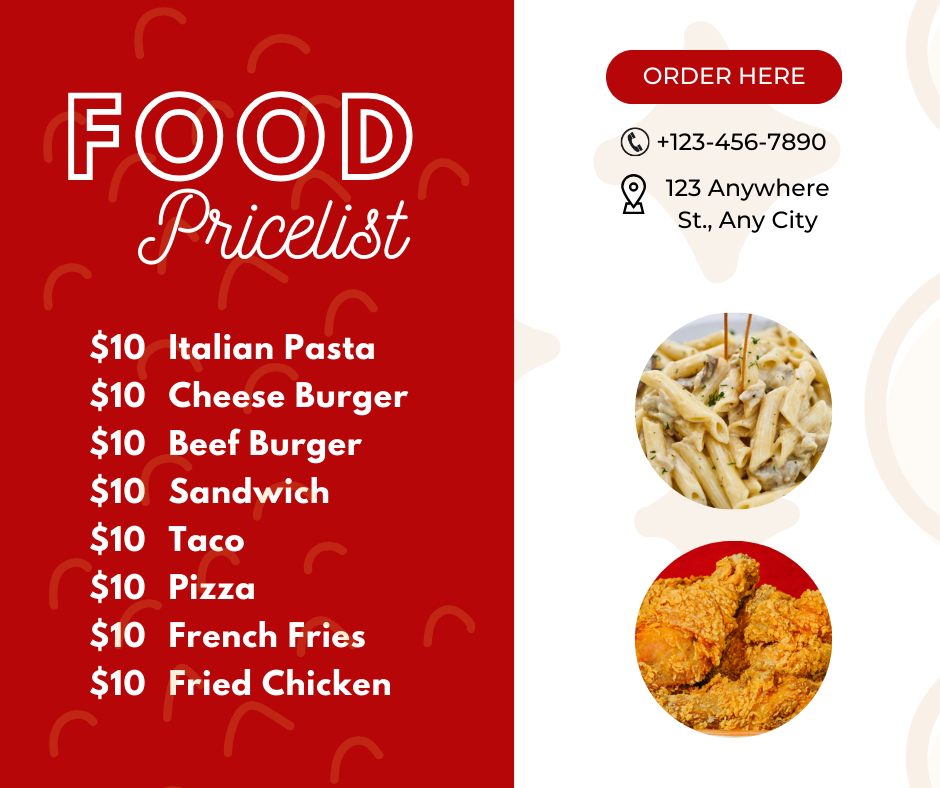 FOOD
Pricelist
$10 Italian Pasta
$10 Cheese Burger
$10 Beef Burger
$10 Sandwich
$10 Taco
$10 Pizza
$10 French Fries
$10 Fried Chicken
ORDER HERE
+123-456-7890
123 Anywhere
St., Any City